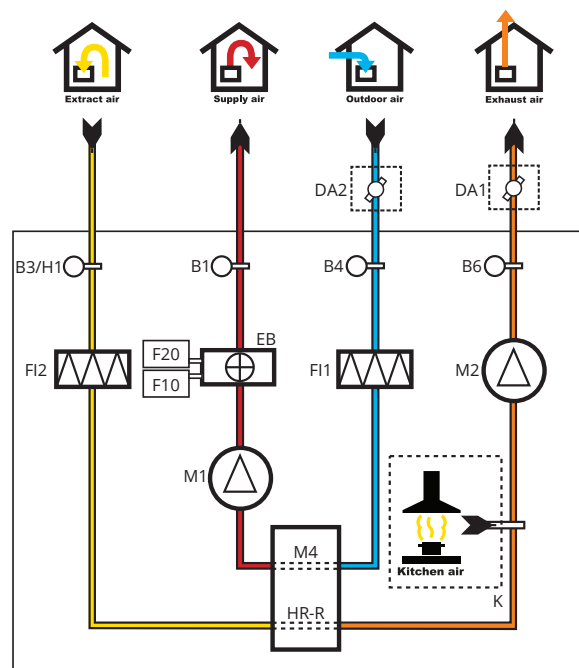 Extract air
Supply air
Outdoor air
Exhaust air
DA2
DA1
B3/H1
B1
B4
B6
EB
F20
F10
FI2
FI1
M2
M1
M4
HR-R
Kitchen air
K